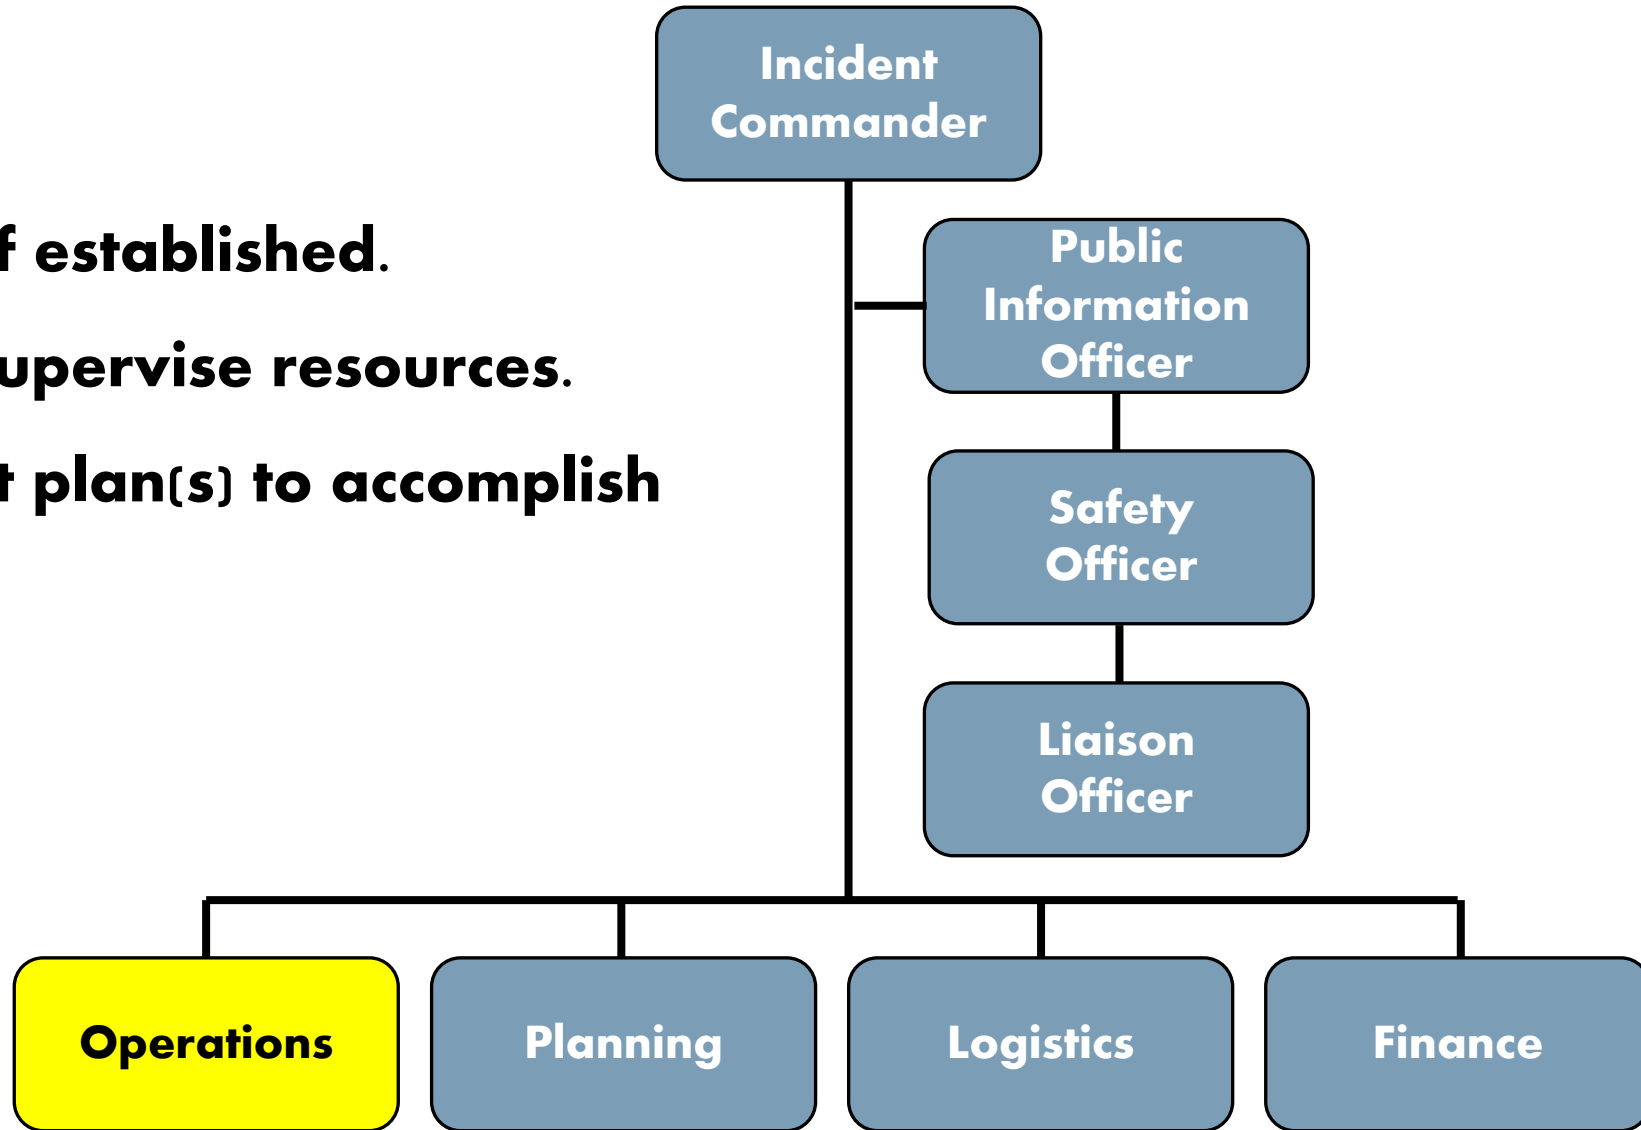 Incident
Commander
f established.
upervise resources.
t plan(s) to accomplish
Public
Information
Officer
Safety
Officer
Liaison
Officer
Operations
Planning
Logistics
Finance